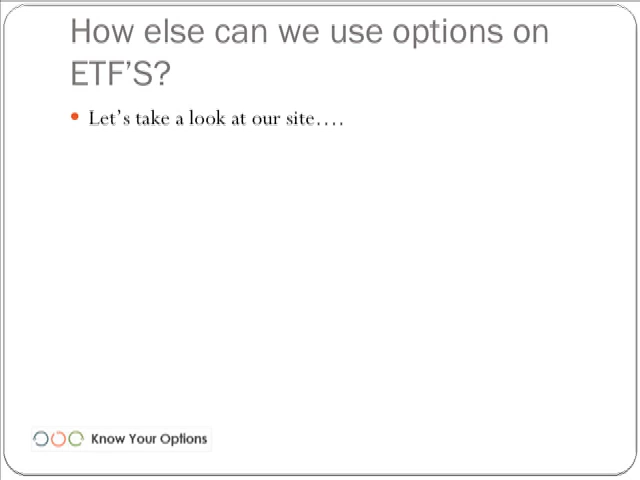 How else can we use options on
ETF’S?
• Let’s take a look at our site….
Know Your Options